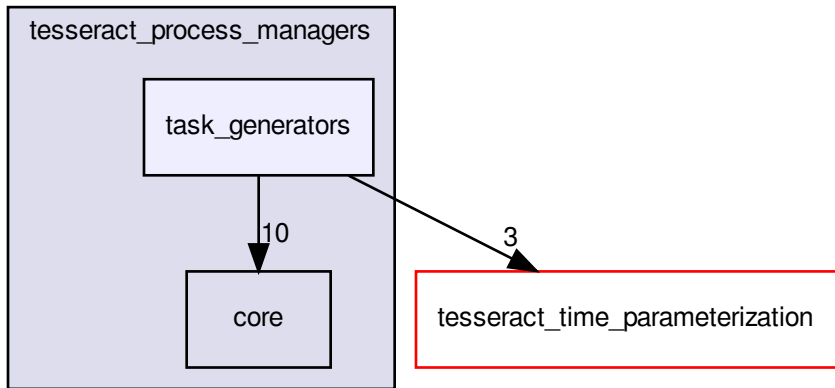 tesseract_process_managers
task_generators
10
3
core
tesseract_time_parameterization